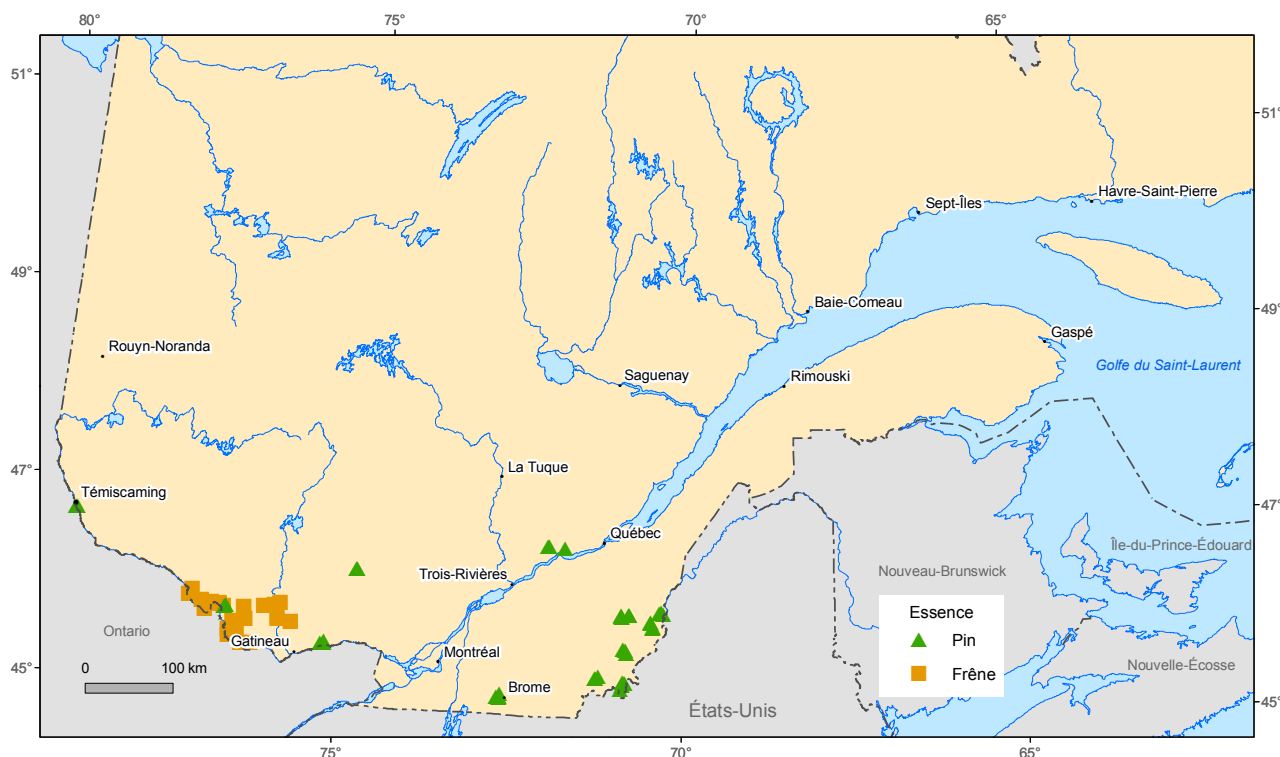 80° 75° 70° 65°
51°
51°
Havre-Saint-Pierre
Sept-Îles
49°
Baie-Comeau
49°
Gaspé
Rouyn-Noranda
Golfe du Saint-Laurent
Saguenay
Rimouski
La Tuque
47°
Témiscaming
47°
Québec
Île-du-Prince-Édouard
Trois-Rivières
Nouveau-Brunswick
Essence
Ontario
Gatineau
Pin
Montréal
45°
0 100 km
Nouvelle-Écosse
Frêne
Brome
45°
États-Unis
75° 70° 65°